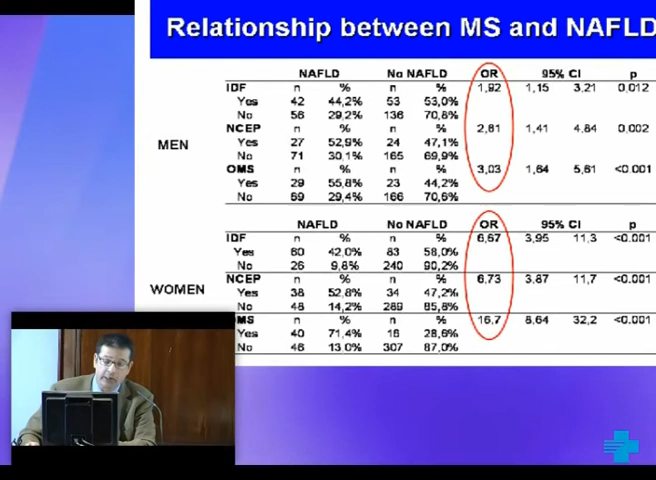 Relationship between MS and NAFLD
NAFLD No NAFLD OR 95% CI p
IDF n % n % 1,92 1,15 3,21 0,012
Yes 42 44,2% 53 53,0%
No 56 29,2% 136 70,8%
NCEP n % n % 2,61 1,41 4,84 0,002
Yes 27 52,9% 24 47,1%
MEN
No 71 30,1% 165 69,9%
OMS n % n % 3,03 1,64 5,61 <0.001
Yes 29 55,8% 23 44,2%
No 69 29,4% 166 70,6%
NAFLD No NAFLD OR 95% CI p
IDF n % n % 6,67 3,95 11,3 <0.001
Yes 60 42,0% 83 58,0%
No 26 9,8% 240 90,2%
NCEP n % n % 6,73 3,87 11,7 <0.001
WOMEN
Yes 38 52,8% 34 47,2%
No 48 14,2% 289 85,8%
MS n % n % 16,7 8,64 32,2 <0.001
Yes 40 71,4% 16 28,6%
No 46 13.0% 307 87,0%